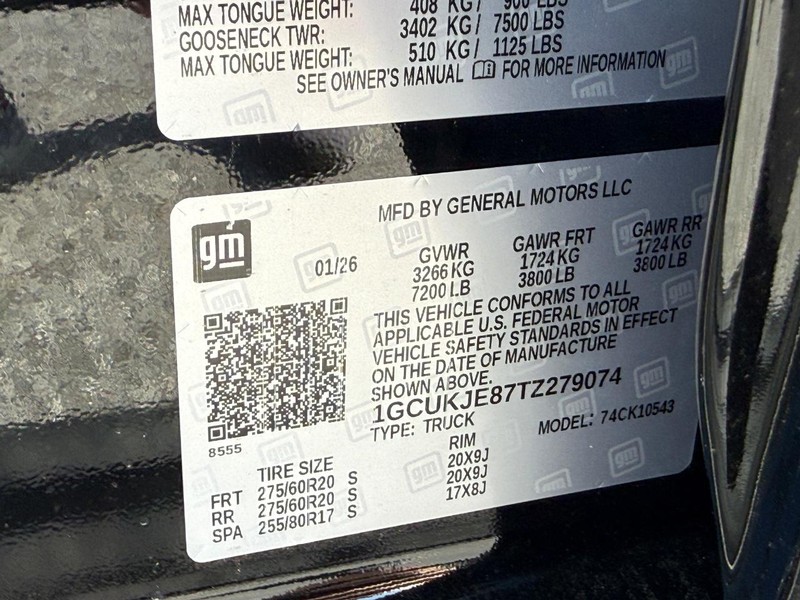 MAX TONGUE WEIGHT: 408 KG / 900 LBS
GOOSENECK TWR: 3402 KG / 7500 LBS
MAX TONGUE WEIGHT: 510 KG / 1125 LBS
SEE OWNER'S MANUAL FOR MORE INFORMATION
MFD BY GENERAL MOTORS LLC
gm
01/26
GVWR GAWR FRT GAWR RR
3266 KG 1724 KG 1724 KG
7200 LB 3800 LB 3800 LB
THIS VEHICLE CONFORMS TO ALL
APPLICABLE U.S. FEDERAL MOTOR
VEHICLE SAFETY STANDARDS IN EFFECT
ON THE DATE OF MANUFACTURE
SHOWN ABOVE.
1GCUKJE87TZ279074
TYPE: TRUCK MODEL: 74CK10543
8555
TIRE SIZE RIM
FRT 275/60R20 S 20X9J
RR 275/60R20 S 20X9J
SPA 255/80R17 S 17X8J